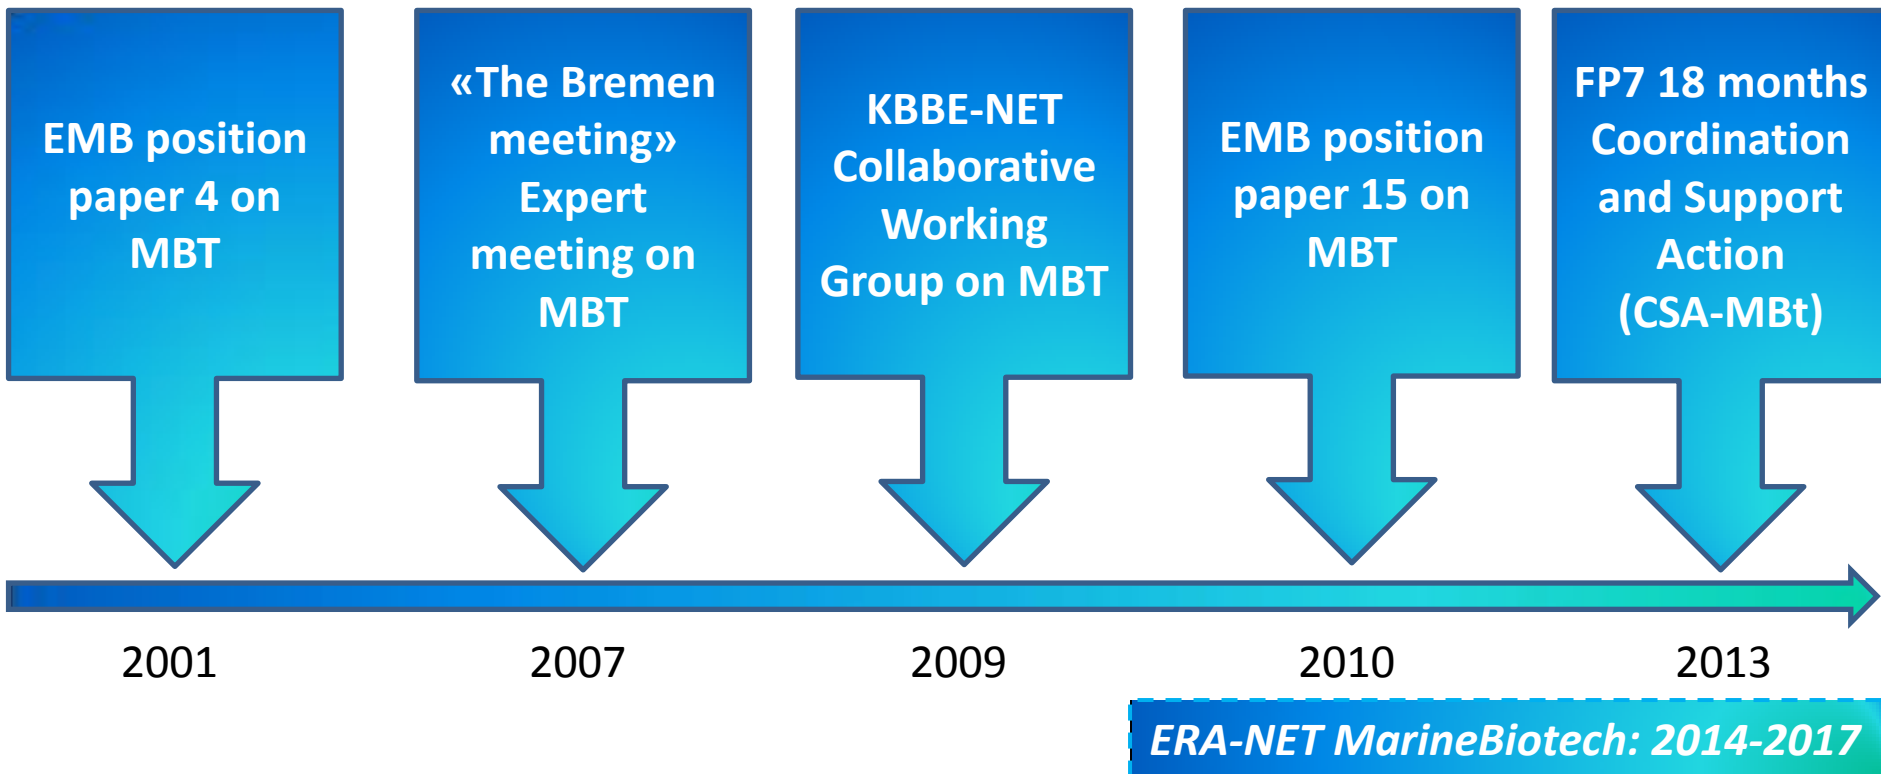 EMB position
paper 4 on
MBT
«The Bremen
meeting»
Expert
meeting on
MBT
KBBE-NET
Collaborative
Working
Group on MBT
EMB position
paper 15 on
MBT
FP7 18 months
Coordination
and Support
Action
(CSA-MBt)
2001
2007
2009
2010
2013
ERA-NET MarineBiotech: 2014-2017